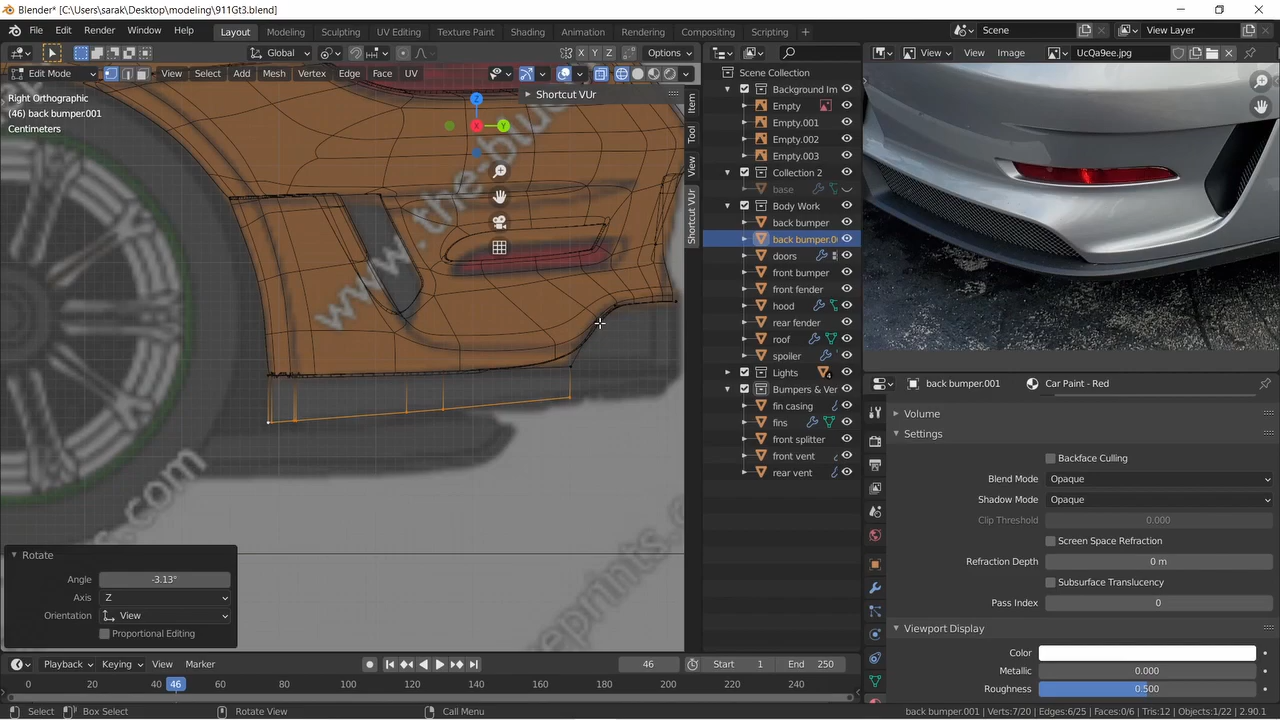 Blender* [C:\Users\sarak\Desktop\modeling\911Gt3.blend]
File Edit Render Window Help Layout Modeling Sculpting UV Editing Texture Paint Shading Animation Rendering Compositing Scripting + Scene View Layer
Global Options View Image UcQa9ee.jpg
X Y Z
Edit Mode View Select Add Mesh Vertex Edge Face UV
Right Orthographic
(46) back bumper.001
Centimeters
Shortcut VUr
Z
X Y
Item
Tool
View
Shortcut VUr
www.the-bu
s.com
eprints.c
Scene Collection
Background Im
Empty
Empty.001
Empty.002
Empty.003
Collection 2
base
Body Work
back bumper
back bumper.0
doors
front bumper
front fender
hood
rear fender
roof
spoiler
Lights
4
Bumpers & Ver
fin casing
fins
front splitter
front vent
rear vent
back bumper.001 Car Paint - Red
Volume
Settings
Backface Culling
Blend Mode Opaque
Shadow Mode Opaque
Clip Threshold 0.000
Screen Space Refraction
Refraction Depth 0 m
Subsurface Translucency
Pass Index 0
Viewport Display
Color
Metallic 0.000
Roughness 0.500
Rotate
Angle -3.13°
Axis Z
Orientation View
Proportional Editing
Playback Keying View Marker 46 Start 1 End 250
0 20 40 46 60 80 100 120 140 160 180 200 220 240
Select Box Select Rotate View Call Menu back bumper.001 | Verts:7/20 | Edges:6/25 | Faces:0/6 | Tris:12 | Objects:1/22 | 2.90.1